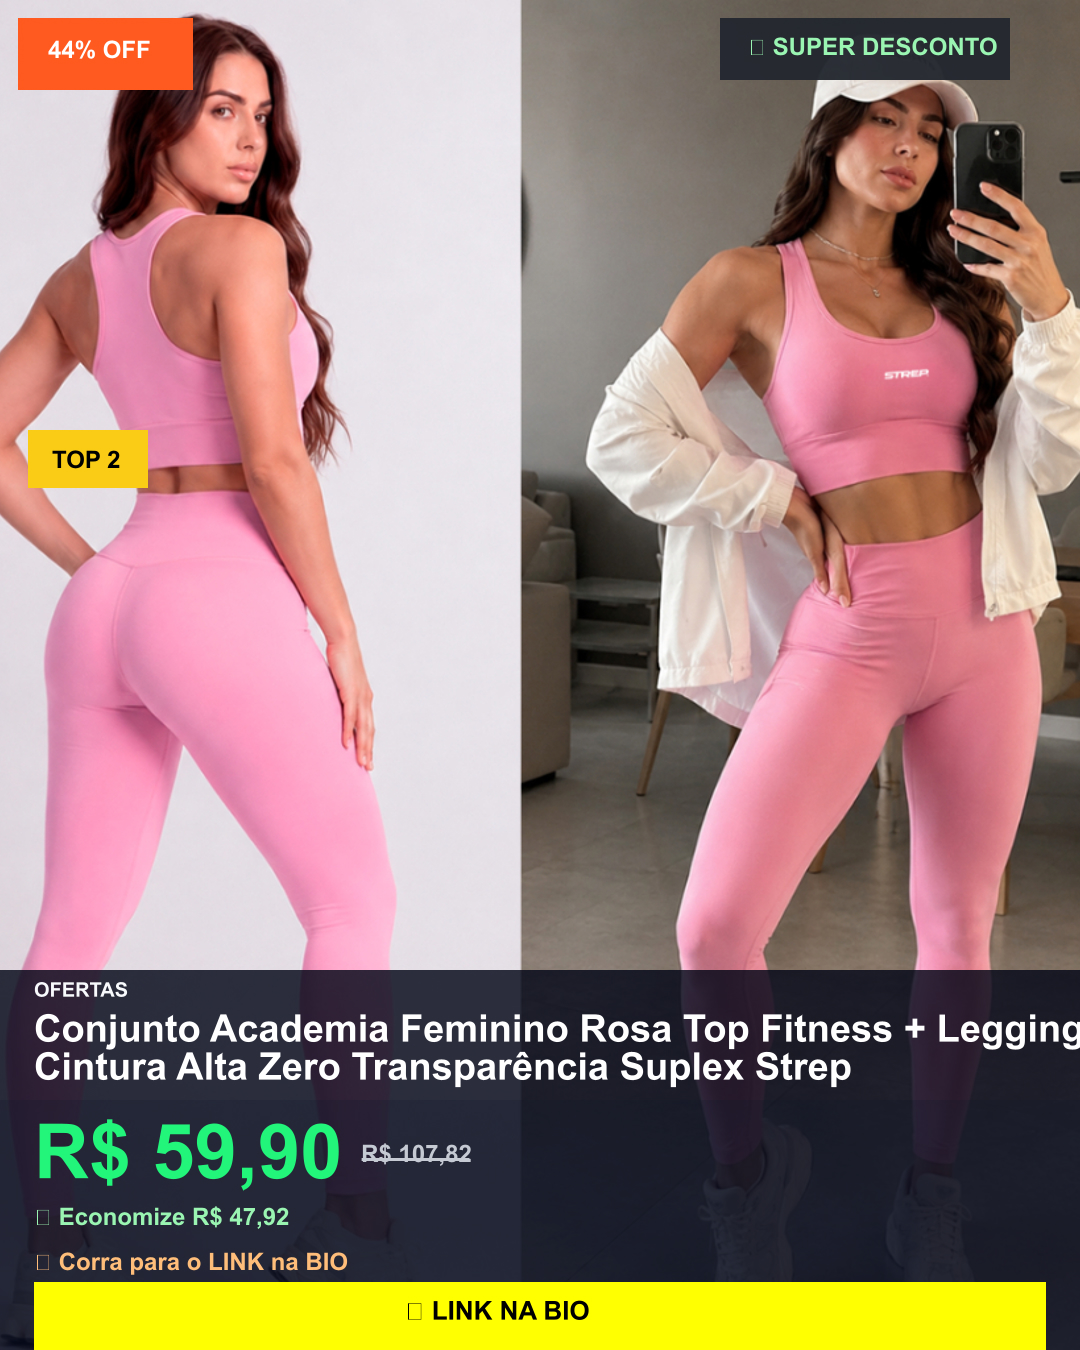 44% OFF
SUPER DESCONTO
STREP
TOP 2
OFERTAS
Conjunto Academia Feminino Rosa Top Fitness + Legging
Cintura Alta Zero Transparência Suplex Strep
R$ 59,90 R$ 107,82
Economize R$ 47,92
Corra para o LINK na BIO
LINK NA BIO